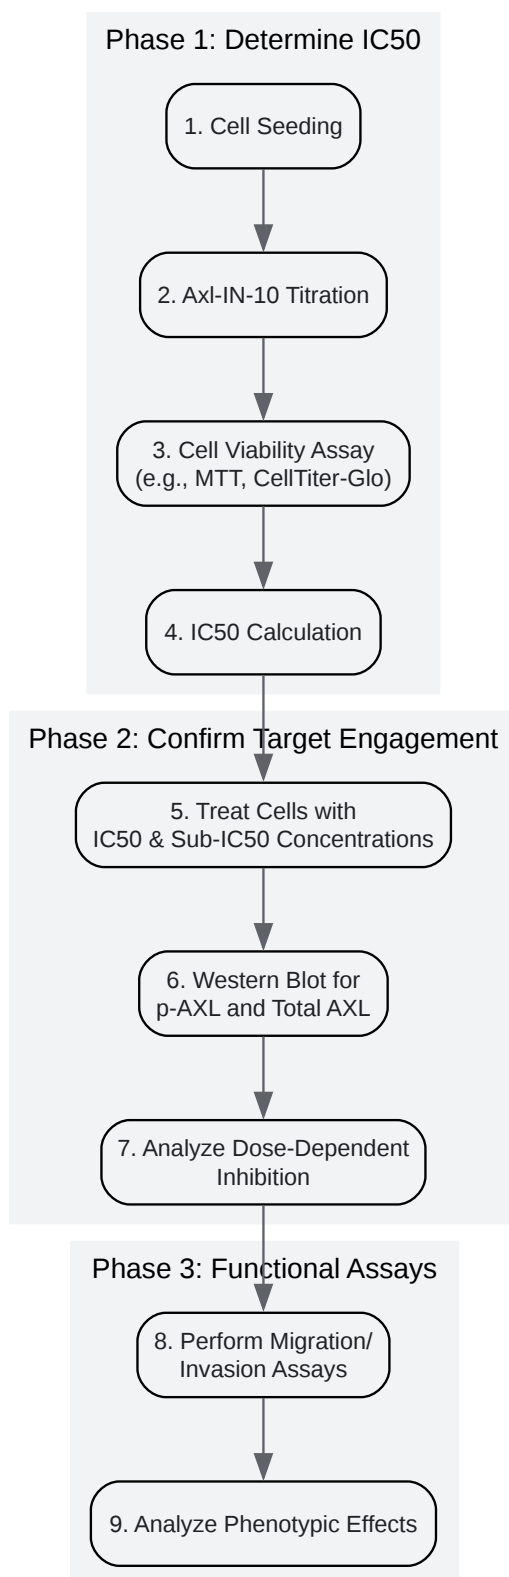 Phase 1: Determine IC50
1. Cell Seeding
2. Axl-IN-10 Titration
3. Cell Viability Assay
(e.g., MTT, CellTiter-Glo)
4. IC50 Calculation
Phase 2: Confirm Target Engagement
5. Treat Cells with
IC50 & Sub-IC50 Concentrations
6. Western Blot for
p-AXL and Total AXL
7. Analyze Dose-Dependent
Inhibition
Phase 3: Functional Assays
8. Perform Migration/
Invasion Assays
9. Analyze Phenotypic Effects